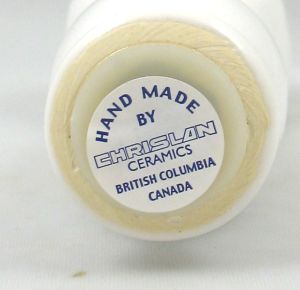 HAND MADE
BY
CHRISLAN
CERAMICS
BRITISH COLUMBIA
CANADA